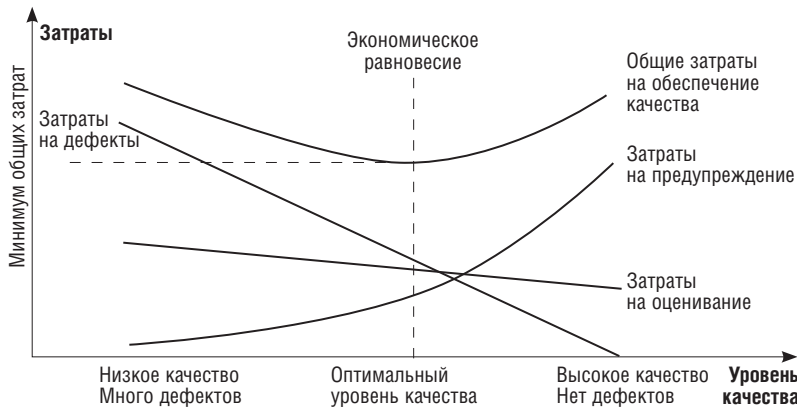 Затраты
Экономическое
равновесие
Общие затраты
на обеспечение
качества
Минимум общих затрат
Затраты
на дефекты
Затраты
на предупреждение
Затраты
на оценивание
Низкое качество
Много дефектов
Оптимальный
уровень качества
Высокое качество
Нет дефектов
Уровень
качества